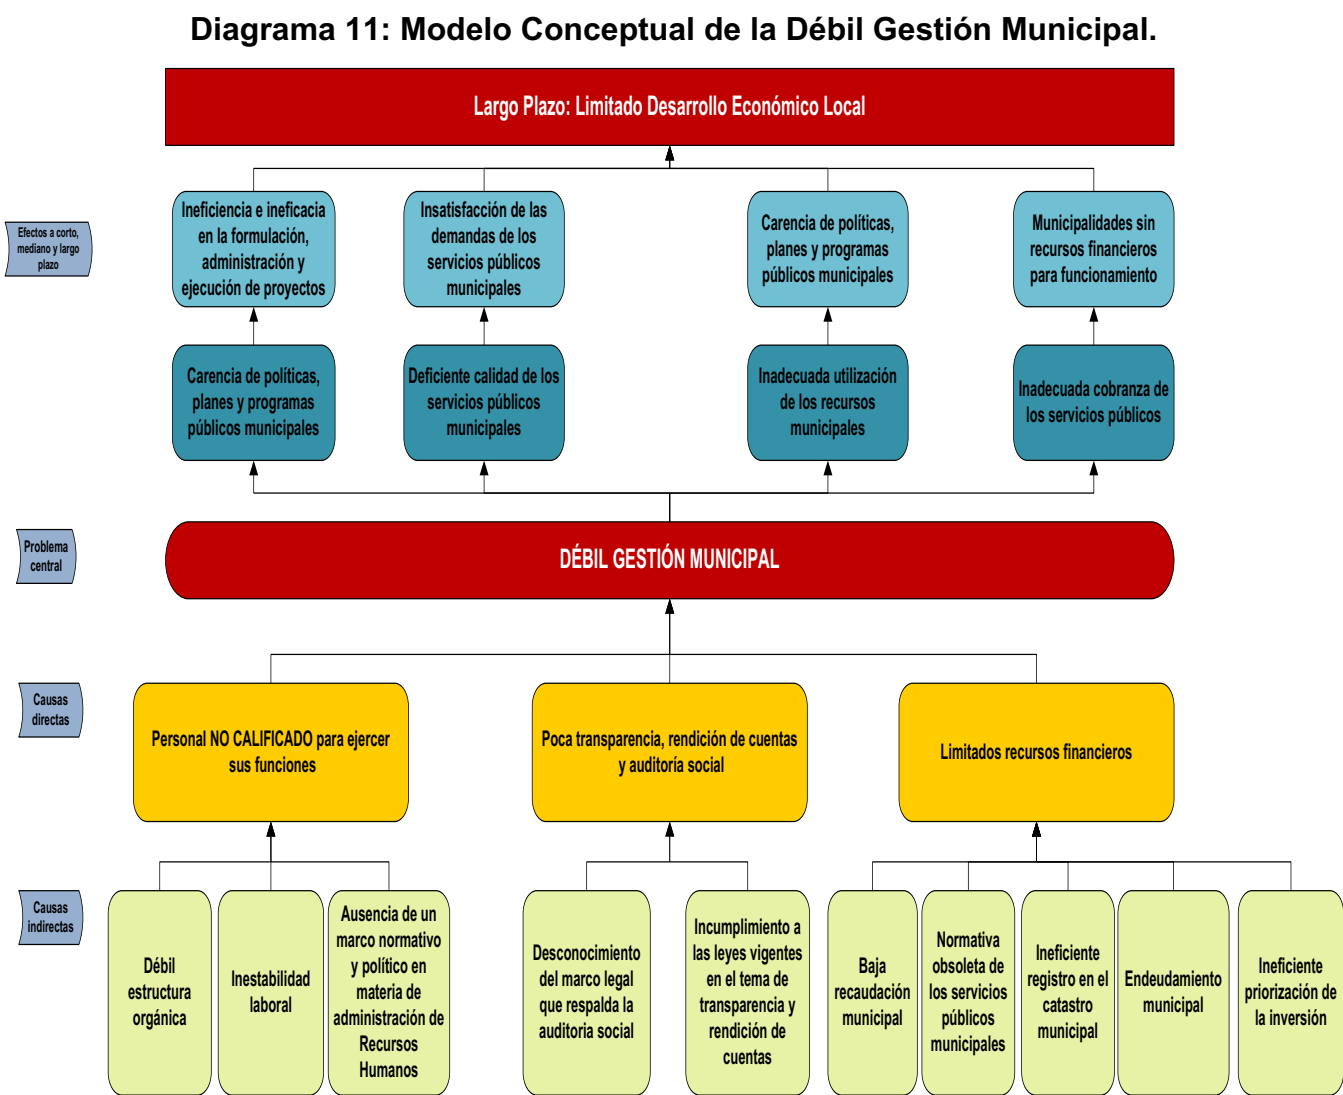 Diagrama 11: Modelo Conceptual de la Débil Gestión Municipal.
Largo Plazo: Limitado Desarrollo Económico Local
Efectos a corto,
mediano y largo
plazo
Ineficiencia e ineficacia
en la formulación,
administración y
ejecución de proyectos
Insatisfacción de las
demandas de los
servicios públicos
municipales
Carencia de políticas,
planes y programas
públicos municipales
Municipalidades sin
recursos financieros
para funcionamiento
Carencia de políticas,
planes y programas
públicos municipales
Deficiente calidad de los
servicios públicos
municipales
Inadecuada utilización
de los recursos
municipales
Inadecuada cobranza de
los servicios públicos
Problema
central
DÉBIL GESTIÓN MUNICIPAL
Causas
directas
Personal NO CALIFICADO para ejercer
sus funciones
Poca transparencia, rendición de cuentas
y auditoría social
Limitados recursos financieros
Causas
indirectas
Débil
estructura
orgánica
Inestabilidad
laboral
Ausencia de un
marco normativo
y político en
materia de
administración de
Recursos
Humanos
Desconocimiento
del marco legal
que respalda la
auditoria social
Incumplimiento a
las leyes vigentes
en el tema de
transparencia y
rendición de
cuentas
Baja
recaudación
municipal
Normativa
obsoleta de
los servicios
públicos
municipales
Ineficiente
registro en el
catastro
municipal
Endeudamiento
municipal
Ineficiente
priorización de
la inversión